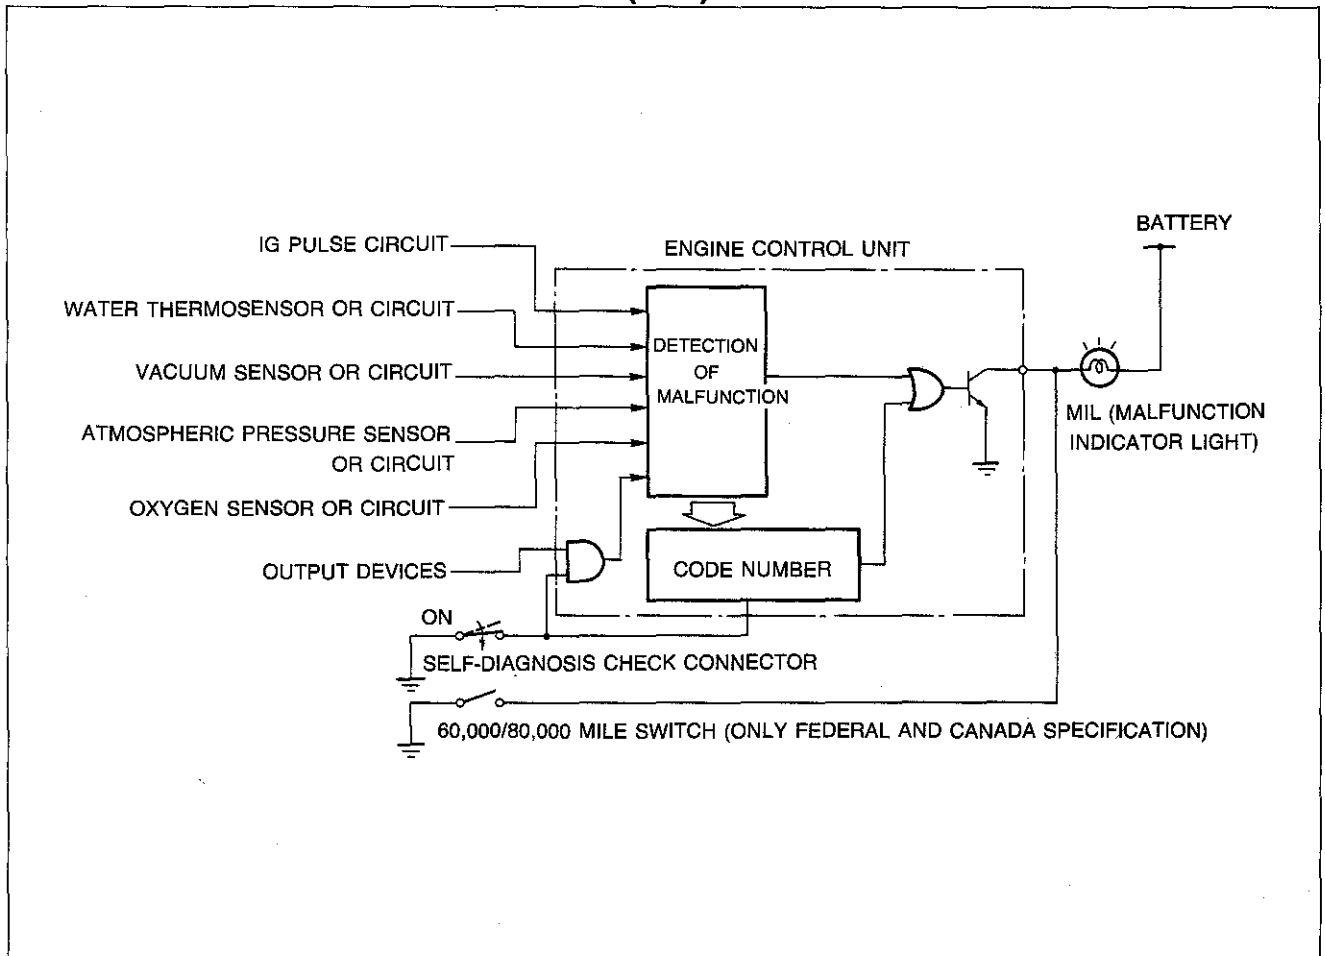 IG PULSE CIRCUIT
WATER THERMOSENSOR OR CIRCUIT
VACUUM SENSOR OR CIRCUIT
ATMOSPHERIC PRESSURE SENSOR
OR CIRCUIT
OXYGEN SENSOR OR CIRCUIT
OUTPUT DEVICES
ENGINE CONTROL UNIT
DETECTION
OF
MALFUNCTION
CODE NUMBER
BATTERY
MIL (MALFUNCTION
INDICATOR LIGHT)
ON
SELF-DIAGNOSIS CHECK CONNECTOR
60,000/80,000 MILE SWITCH (ONLY FEDERAL AND CANADA SPECIFICATION)